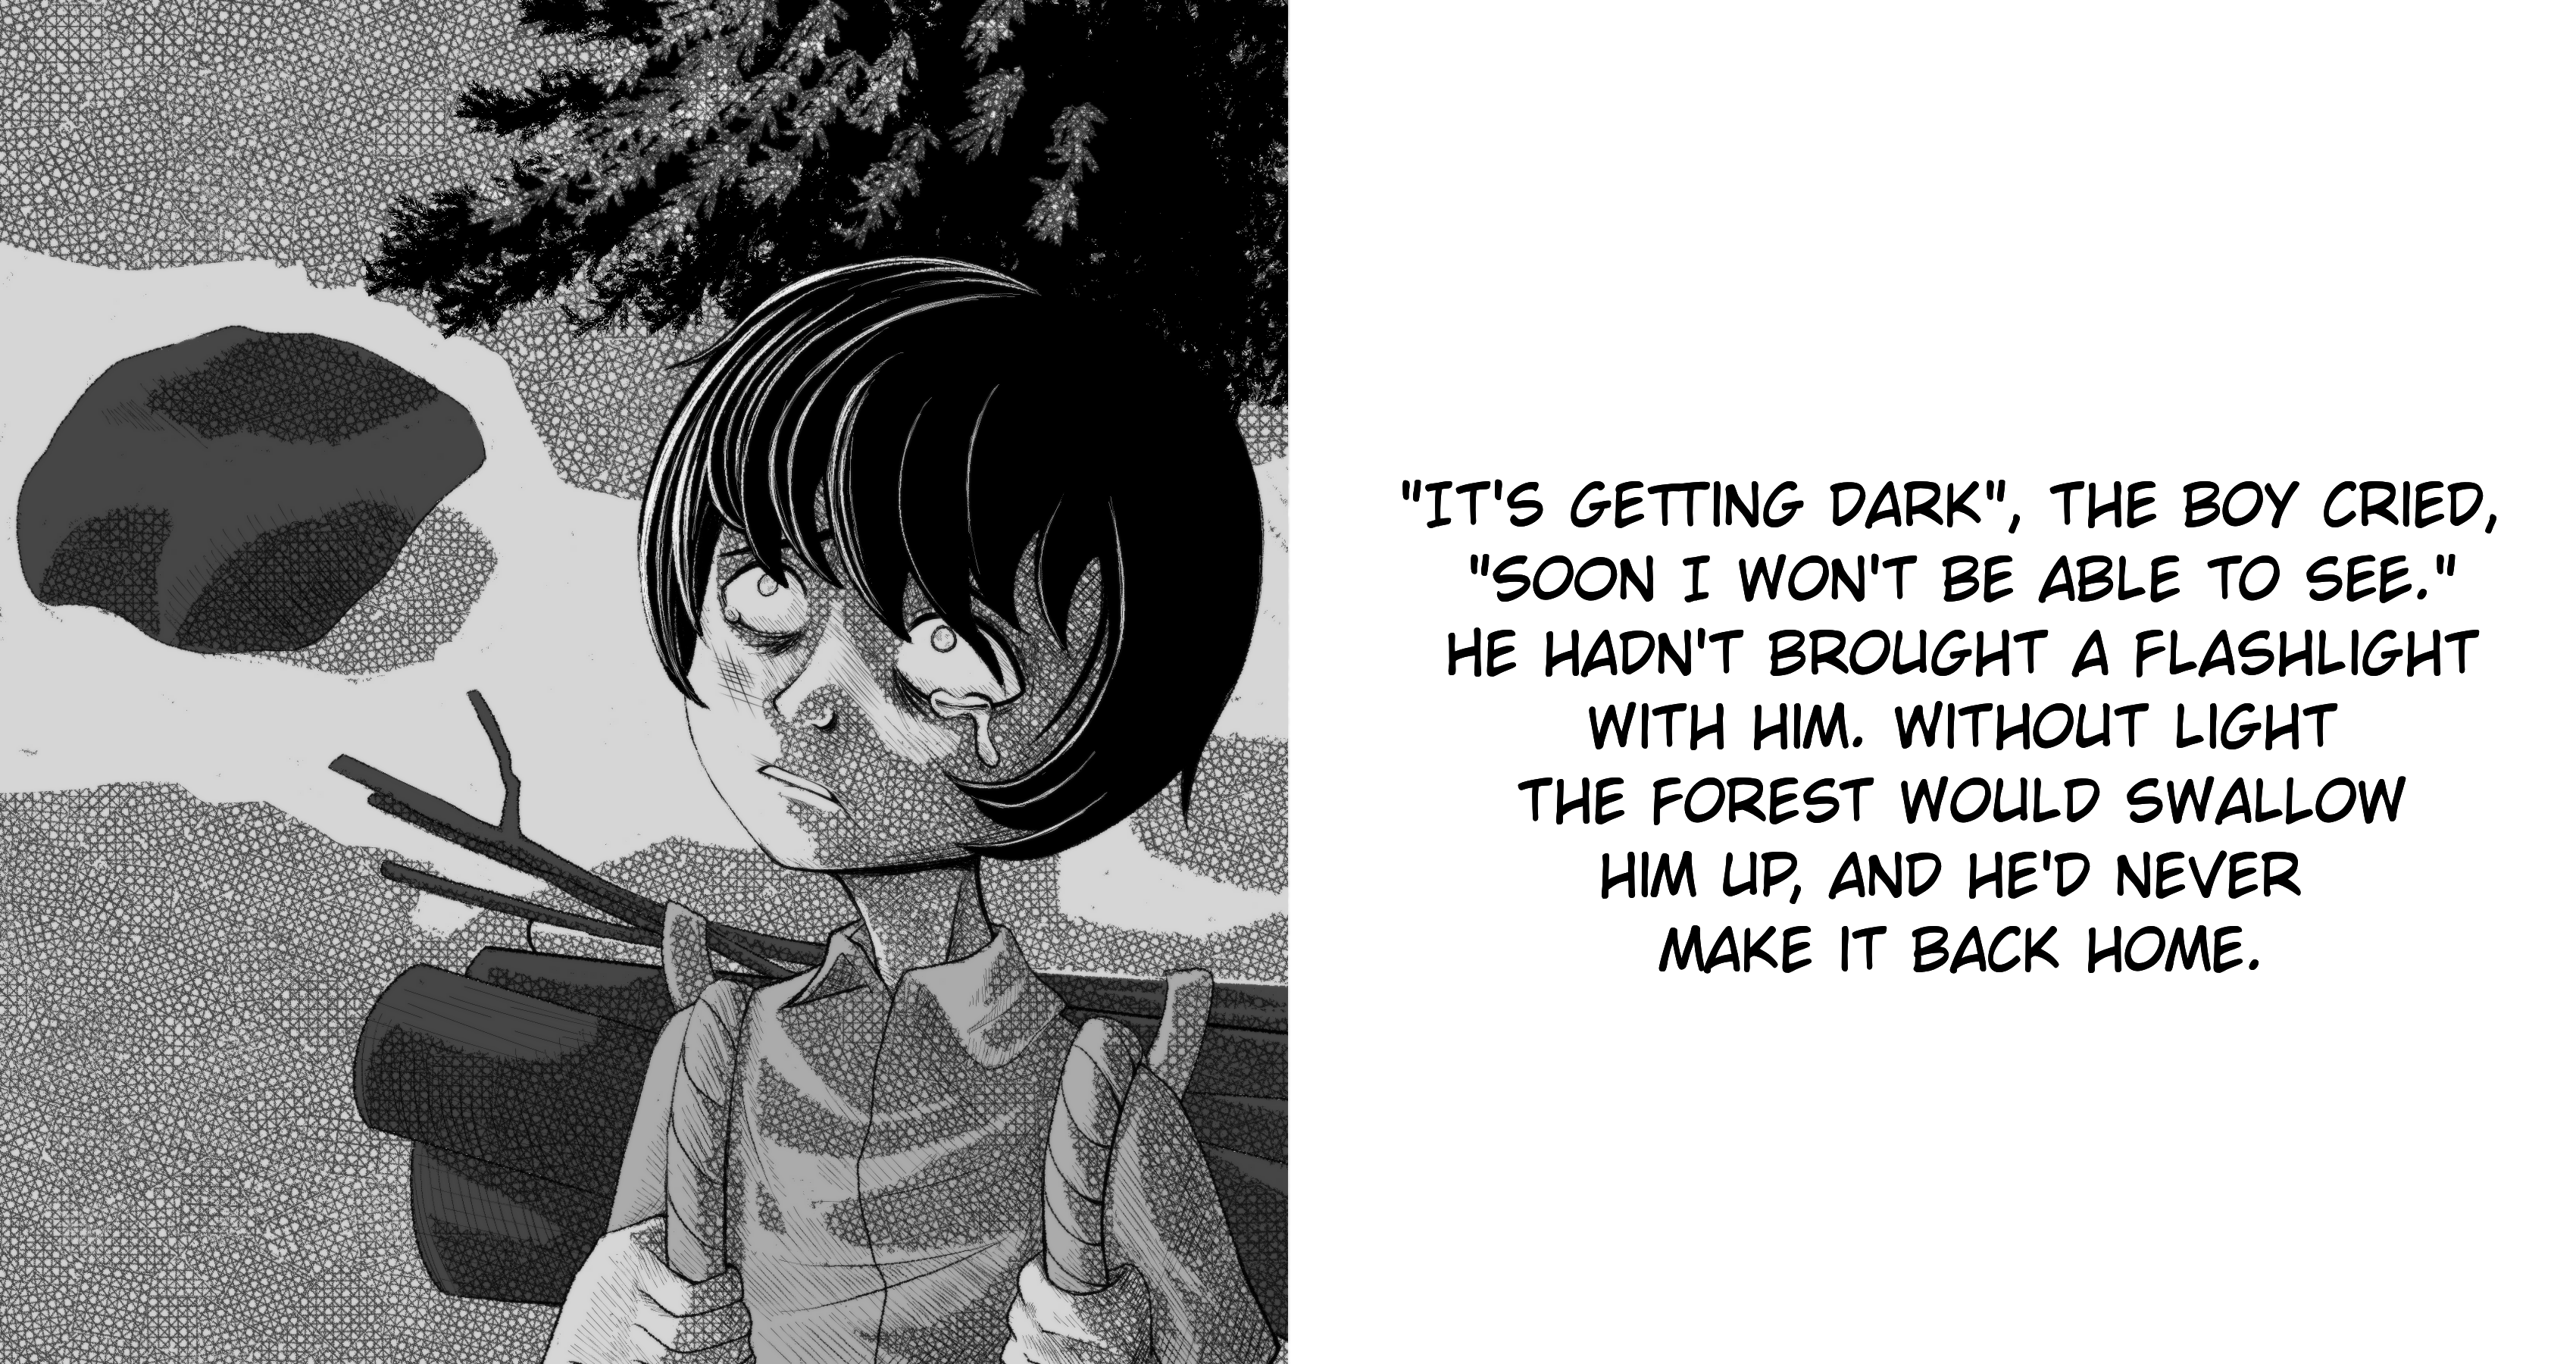 "IT'S GETTING DARK", THE BOY CRIED,
"SOON I WON'T BE ABLE TO SEE."
HE HADN'T BROUGHT A FLASHLIGHT
WITH HIM. WITHOUT LIGHT
THE FOREST WOULD SWALLOW
HIM UP, AND HE'D NEVER
MAKE IT BACK HOME.